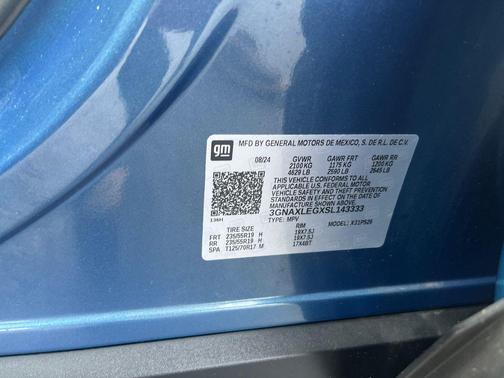 gm
MFD BY GENERAL MOTORS DE MEXICO, S. DE R.L. DE C.V.
08/24 GVWR GAWR FRT GAWR RR
2100 KG 1175 KG 1200 KG
4629 LB 2590 LB 2645 LB
THIS VEHICLE CONFORMS TO ALL
APPLICABLE U.S. FEDERAL MOTOR
VEHICLE SAFETY, BUMPER, AND THEFT
PREVENTION STANDARDS IN EFFECT ON
THE DATE OF MANUFACTURE SHOWN ABOVE.
3GNAXLEGXSL143333
TYPE: MPV MODEL: X31PS26
TIRE SIZE RIM
FRT 235/55R19 H 19X7.5J
RR 235/55R19 H 19X7.5J
SPA T125/70R17 M 17X4BT